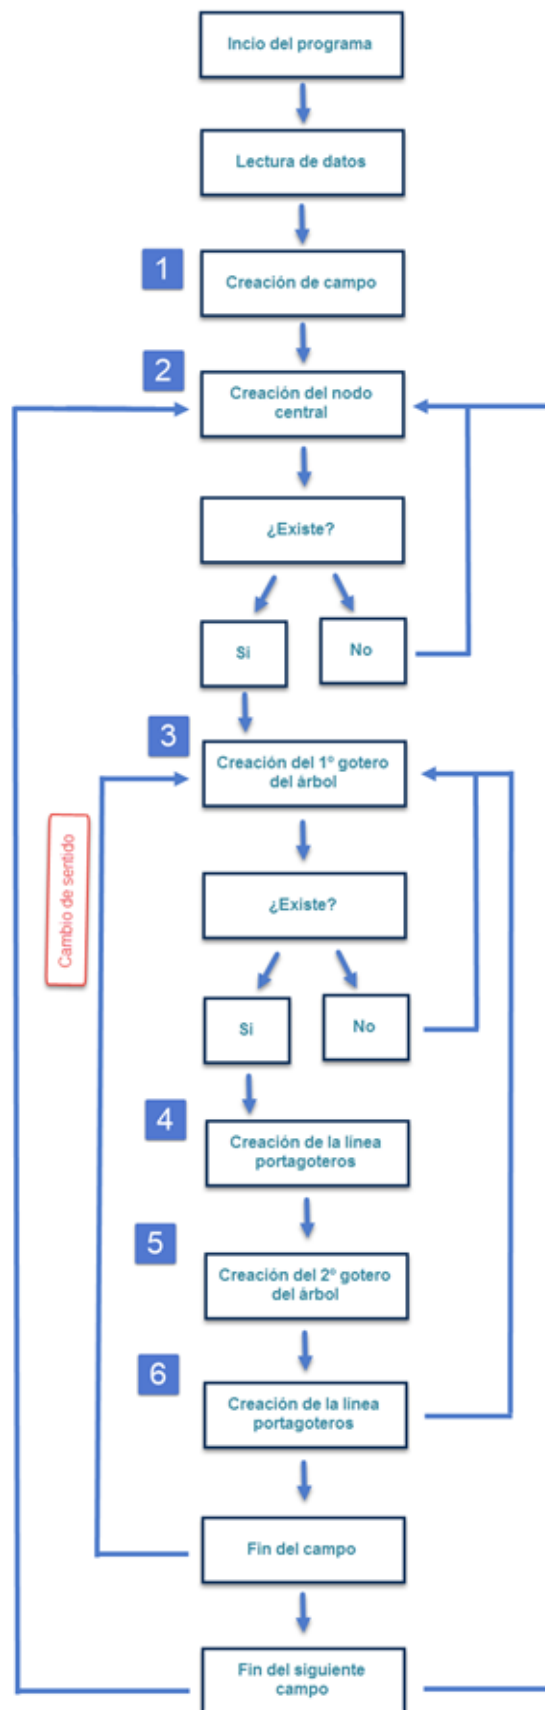 Incio del programa
Lectura de datos
1
Creación de campo
2
Creación del nodo
central
¿Existe?
Si
No
3
Creación del 1º gotero
del árbol
Cambio de sentido
¿Existe?
Si
No
4
Creación de la línea
portagoteros
5
Creación del 2º gotero
del árbol
6
Creación de la línea
portagoteros
Fin del campo
Fin del siguiente
campo